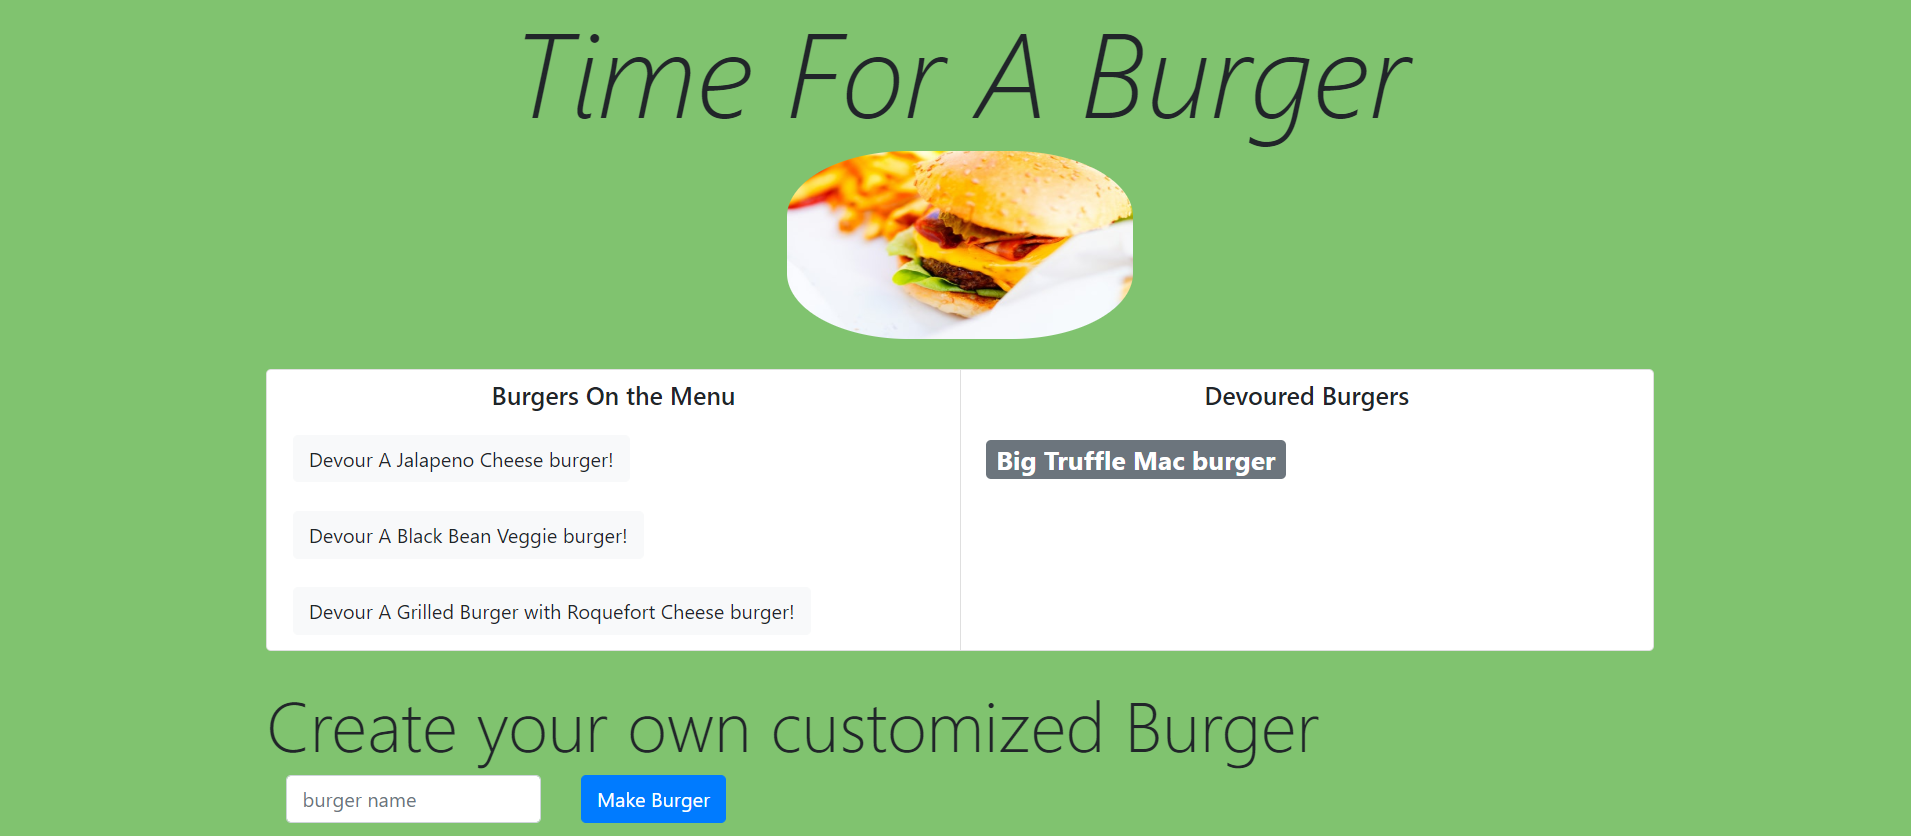 Time For A Burger
Burgers On the Menu
Devour A Jalapeno Cheese burger!
Devour A Black Bean Veggie burger!
Devour A Grilled Burger with Roquefort Cheese burger!
Devoured Burgers
Big Truffle Mac burger
Create your own customized Burger
burger name
Make Burger